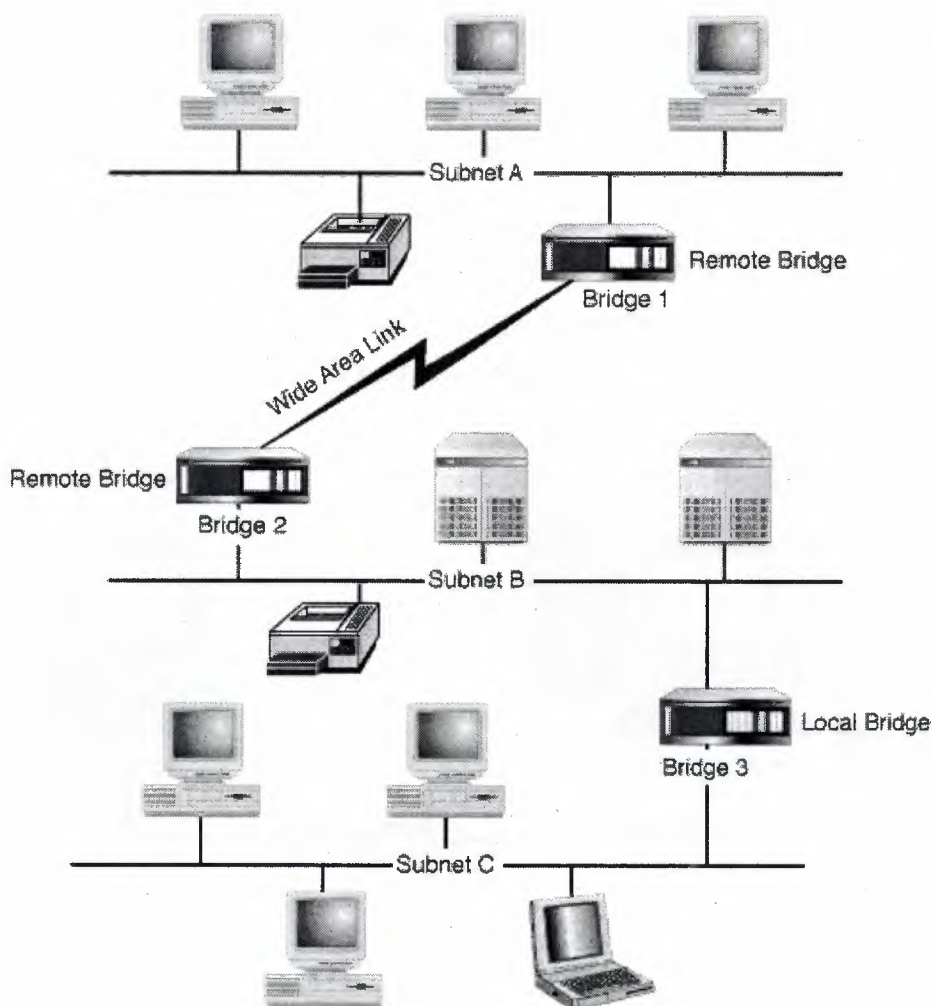 Subnet A
Remote Bridge
Bridge 1
Wide Area Link
Remote Bridge
Bridge 2
Subnet B
Local Bridge
Bridge 3
Subnet C